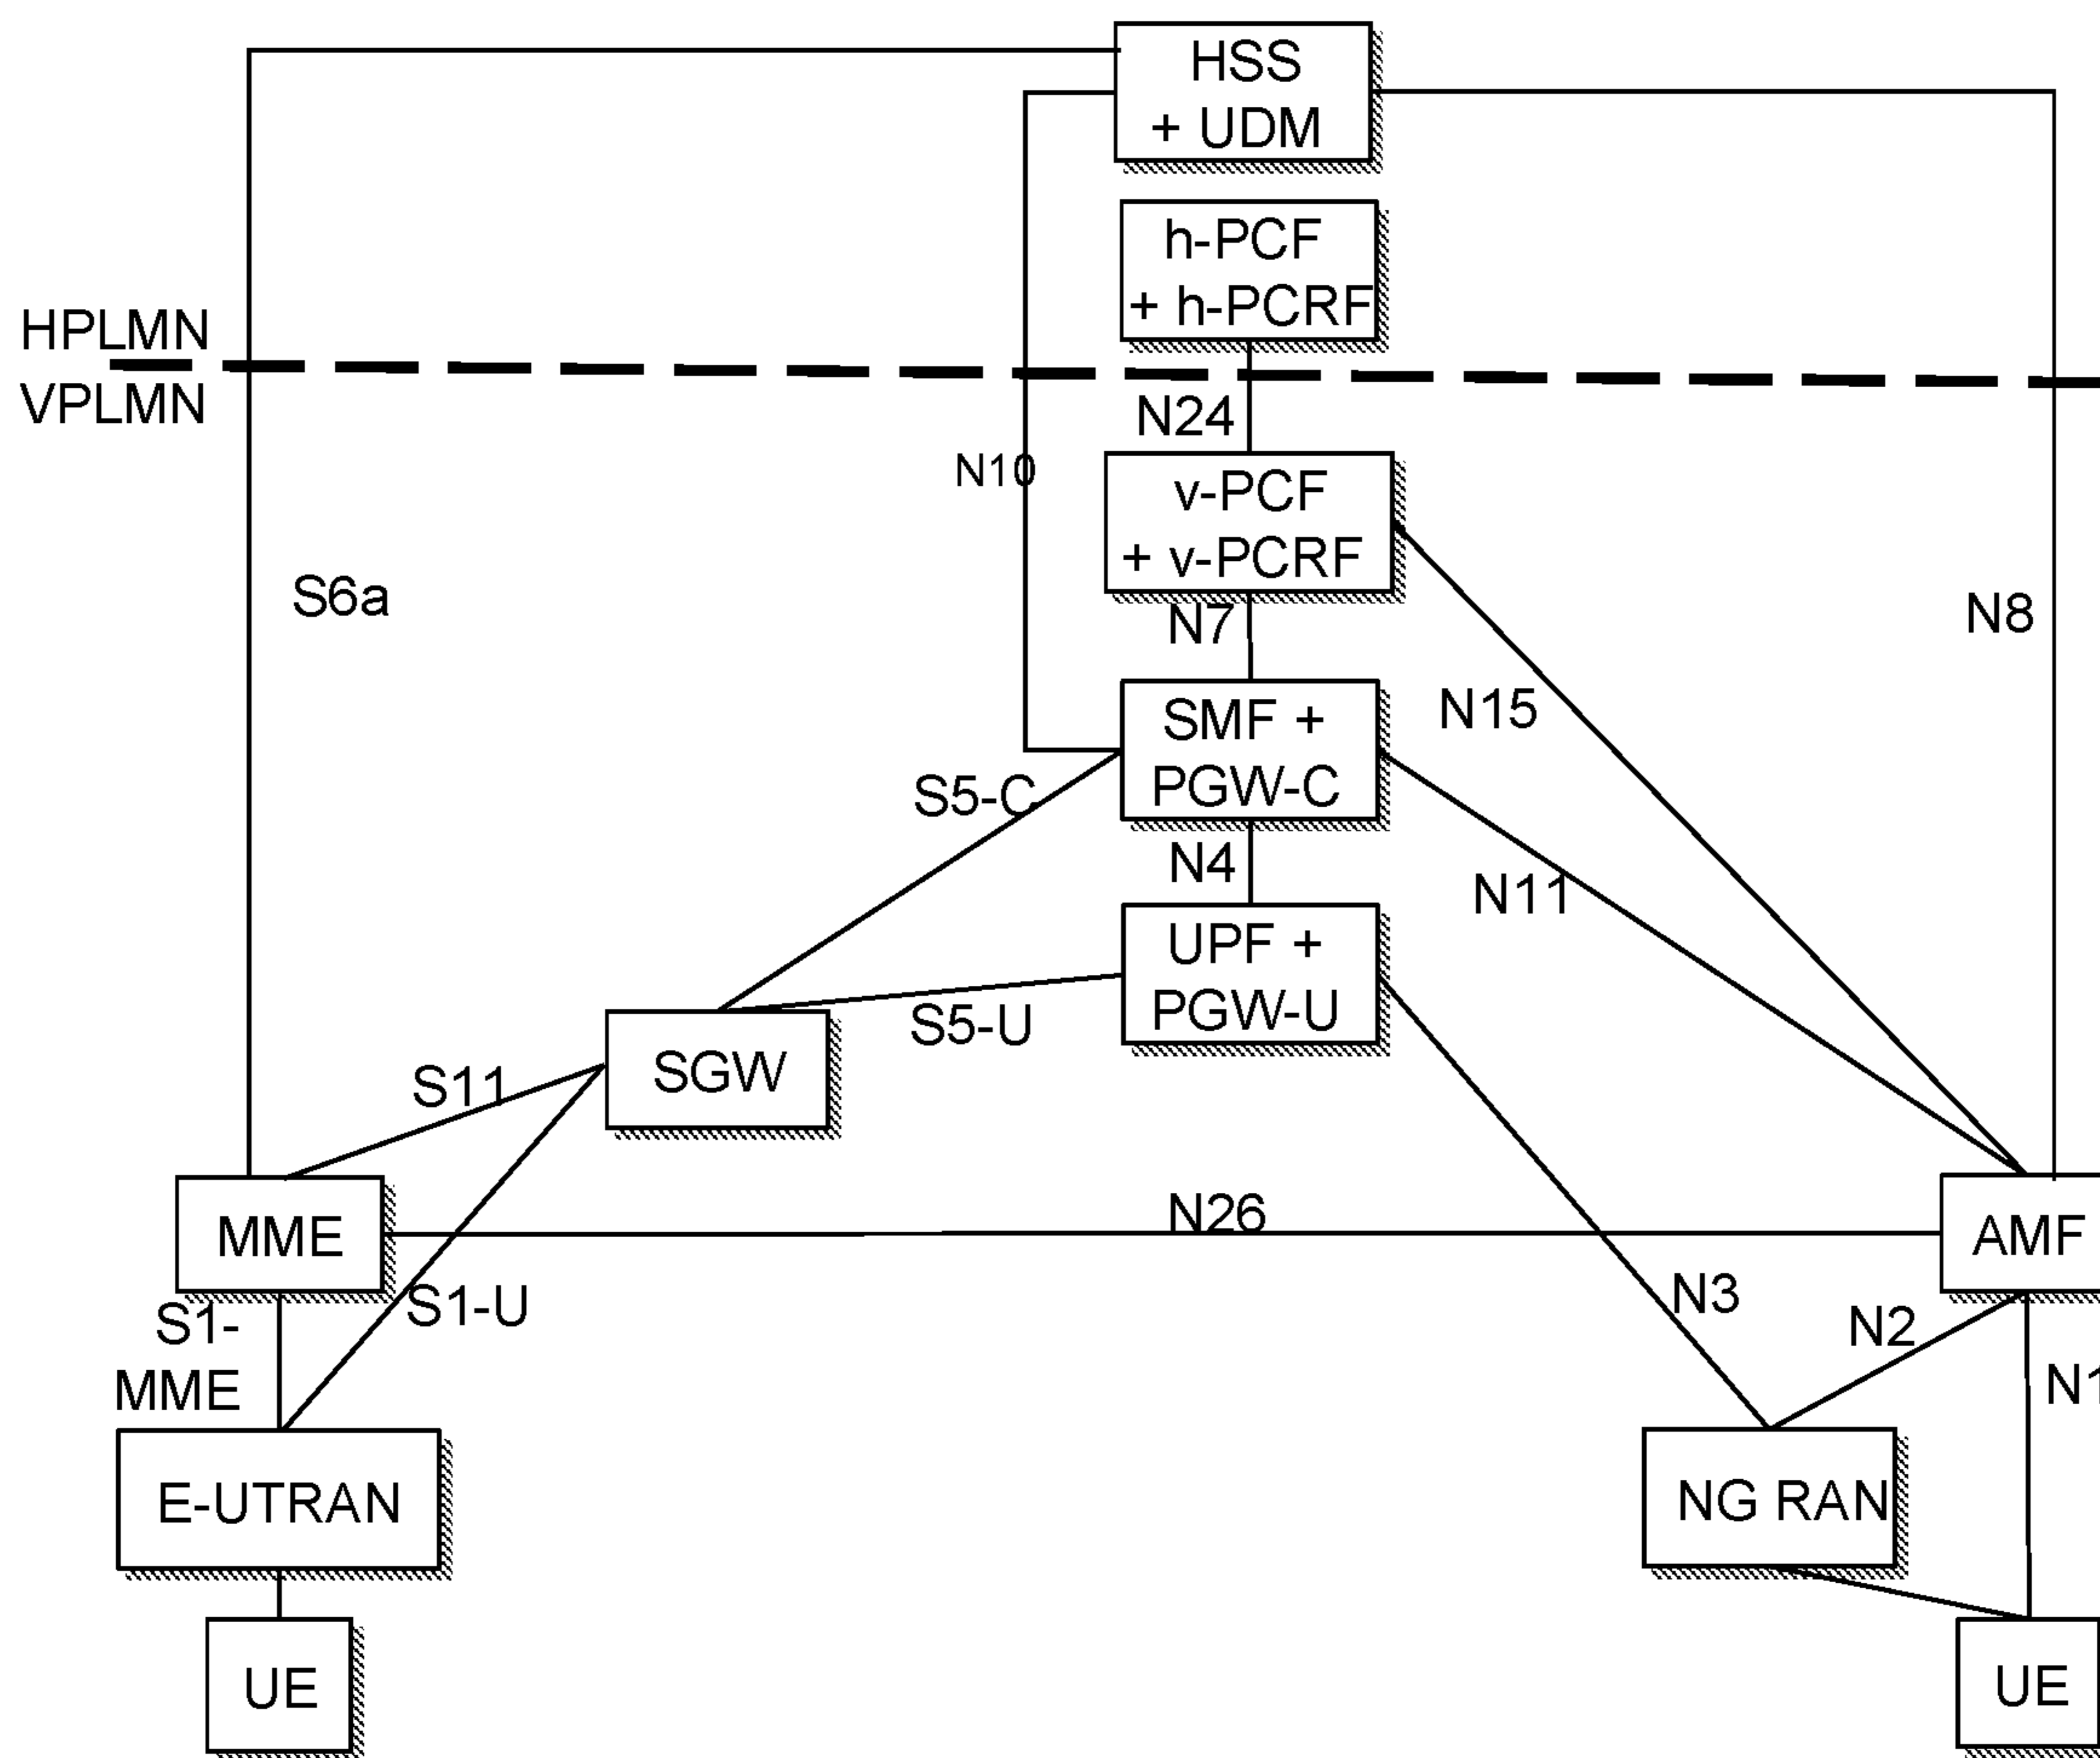 HSS
+ UDM
h-PCF
+ h-PCRF
HPLMN
VPLMN
N24
N10
v-PCF
+ v-PCRF
S6a
N7
N8
SMF +
PGW-C
N15
S5-C
N4
N11
UPF +
PGW-U
S5-U
SGW
S11
N26
MME
AMF
S1-U
S1-
MME
N3
N2
N1
E-UTRAN
NG RAN
UE
UE